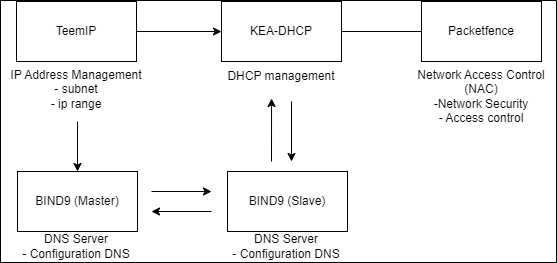 TeemIP
KEA-DHCP
Packetfence
IP Address Management
- subnet
- ip range
DHCP management
Network Access Control
(NAC)
-Network Security
- Access control
BIND9 (Master)
BIND9 (Slave)
DNS Server
- Configuration DNS
DNS Server
- Configuration DNS